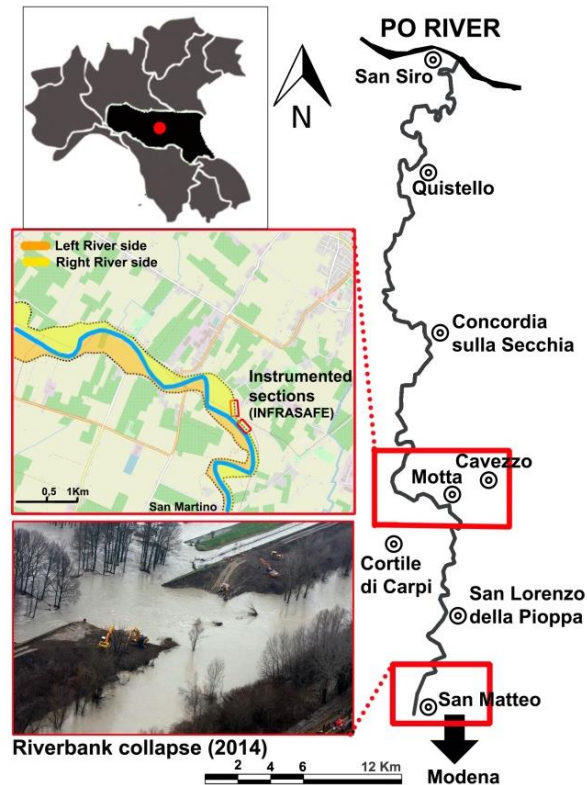 PO RIVER
San Siro
N
Quistello
Left River side
Right River side
Concordia
sulla Secchia
Instrumented
sections
(INFRASAFE)
0,5 1Km
San Martino
Cavezzo
Motta
Cortile
di Carpi
San Lorenzo
della Pioppa
San Matteo
Riverbank collapse (2014)
2 4 6 12 Km
Modena